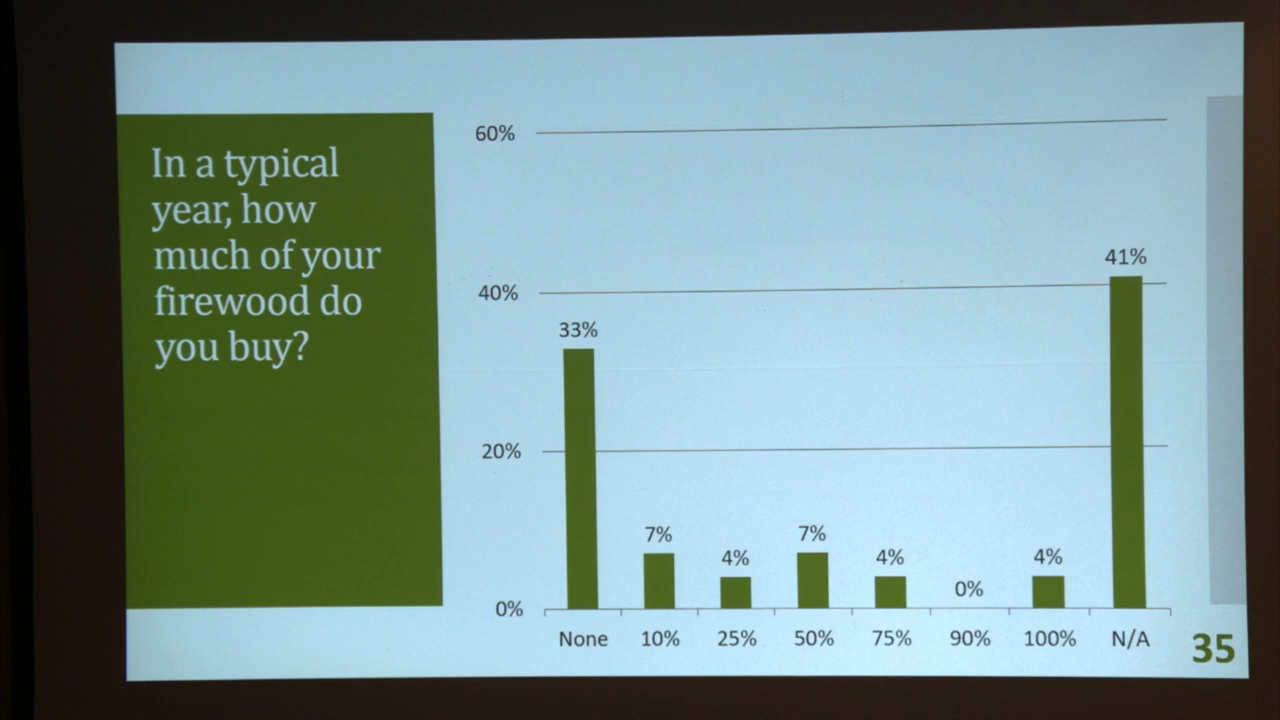 In a typical
year, how
much of your
firewood do
you buy?
60%
40%
20%
0%
33%
7%
4%
7%
4%
0%
4%
41%
None 10% 25% 50% 75% 90% 100% N/A
35